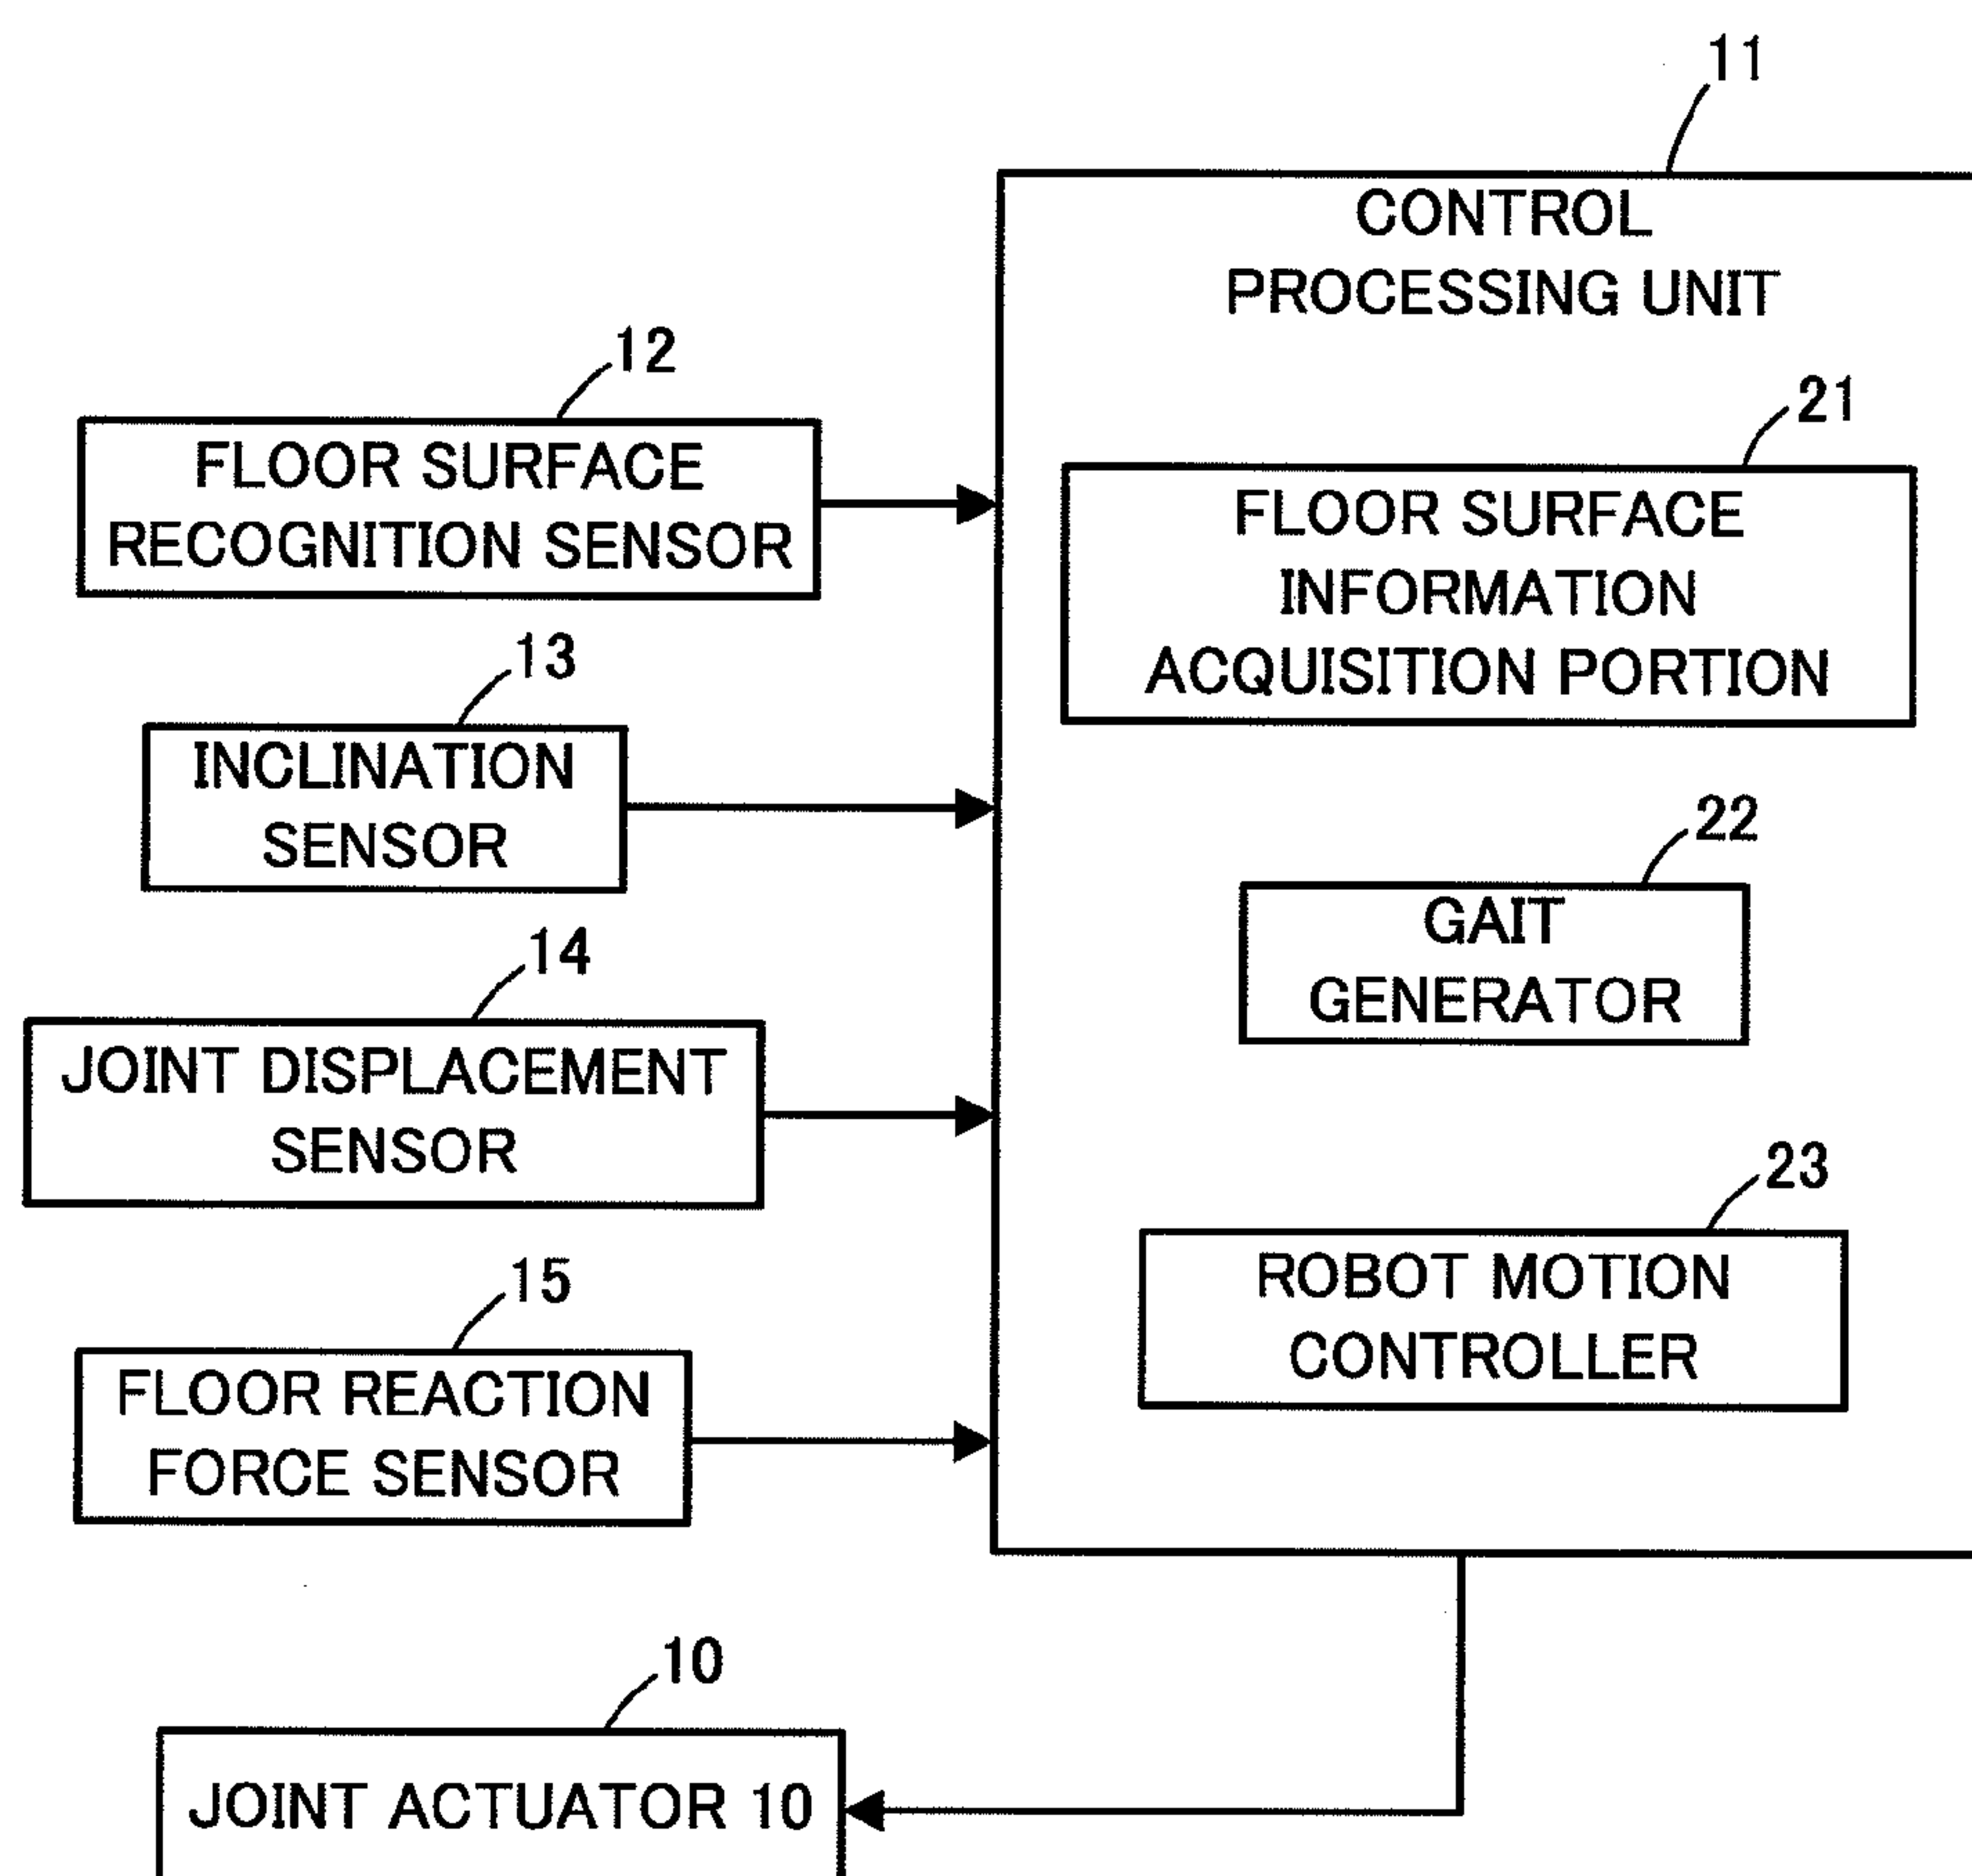 11
CONTROL
PROCESSING UNIT
12
FLOOR SURFACE
RECOGNITION SENSOR
21
FLOOR SURFACE
INFORMATION
ACQUISITION PORTION
13
INCLINATION
SENSOR
22
GAIT
GENERATOR
14
JOINT DISPLACEMENT
SENSOR
23
ROBOT MOTION
CONTROLLER
15
FLOOR REACTION
FORCE SENSOR
10
JOINT ACTUATOR 10